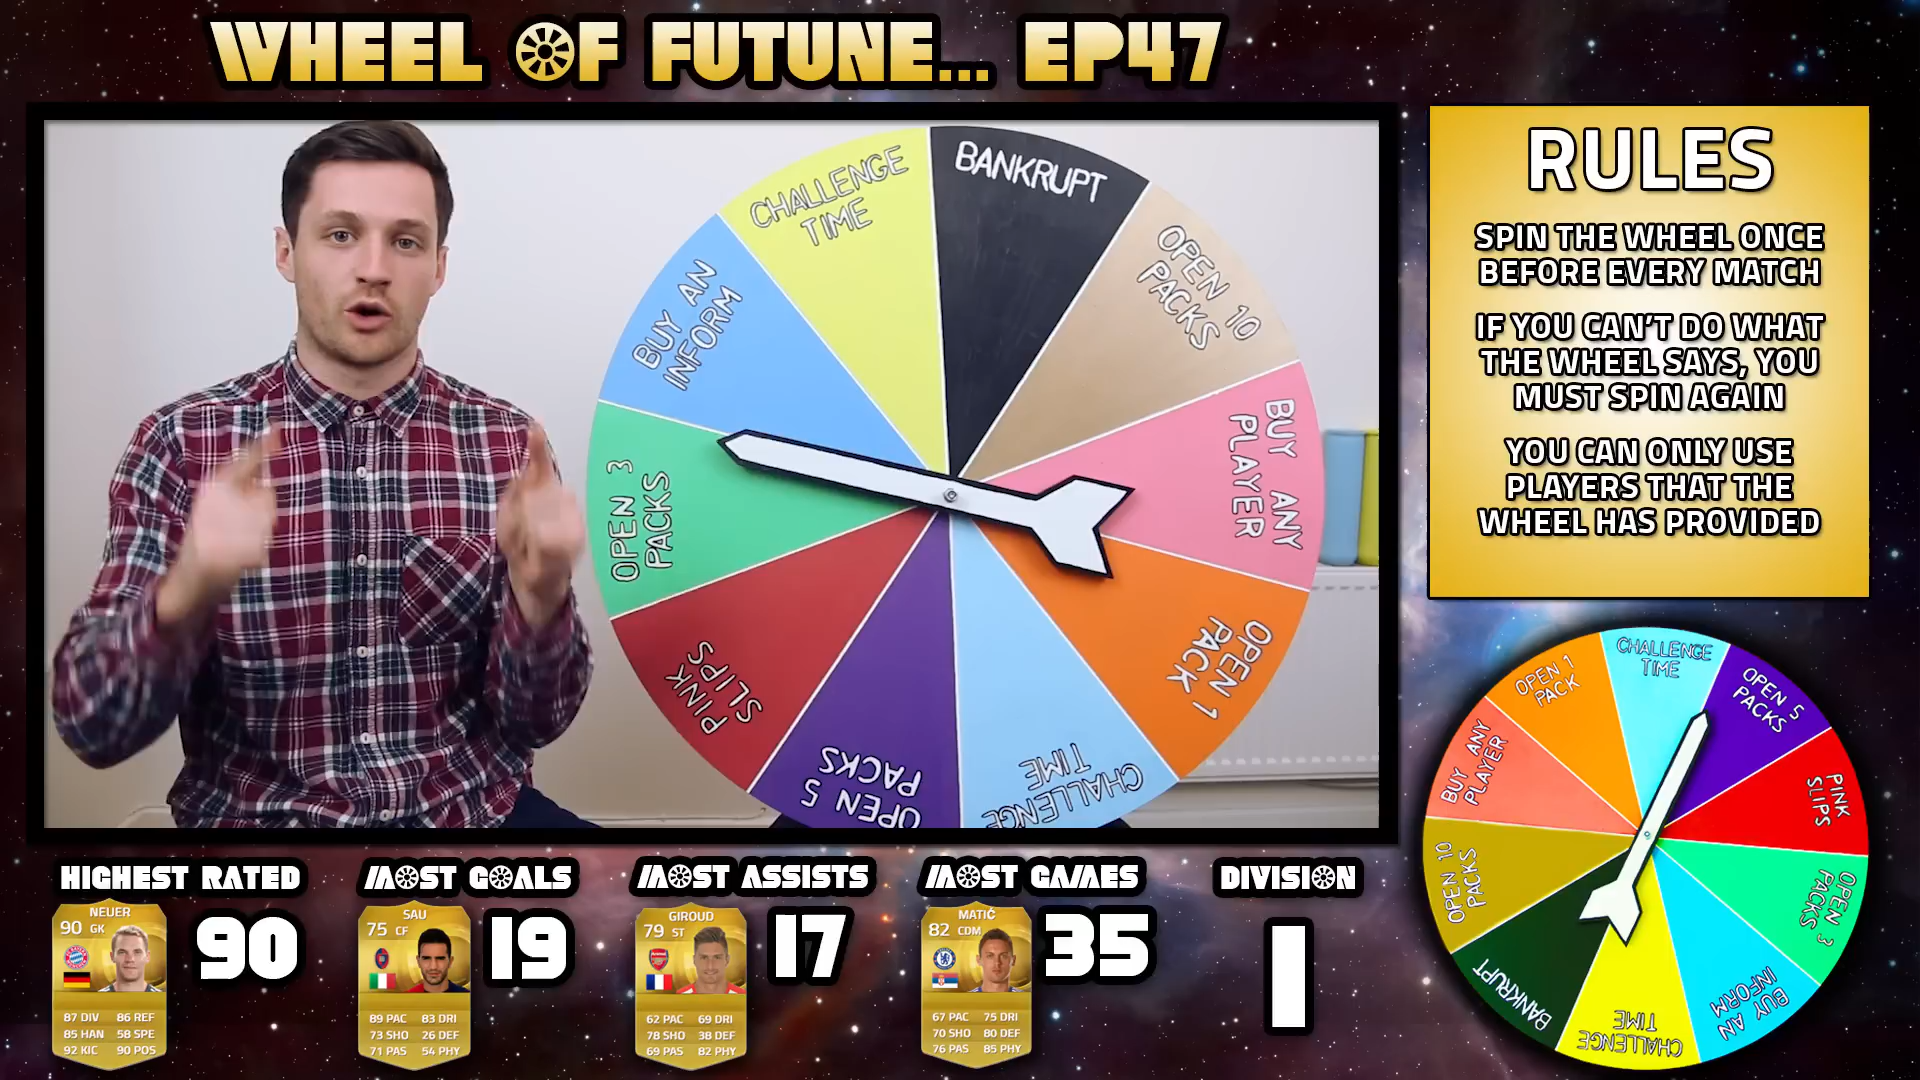 WHEEL OF FUTUNE... EP47
CHALLENGE
TIME
BANKRUPT
OPEN 10
PACKS
BUY ANY
PLAYER
OPEN 1
PACK
CHALLENGE
TIME
OPEN 5
PACKS
PINK
SLIPS
OPEN 3
PACKS
BUY AN
INFORM
RULES
SPIN THE WHEEL ONCE
BEFORE EVERY MATCH
IF YOU CAN'T DO WHAT
THE WHEEL SAYS, YOU
MUST SPIN AGAIN
YOU CAN ONLY USE
PLAYERS THAT THE
WHEEL HAS PROVIDED
CHALLENGE
TIME
OPEN 5
PACKS
PINK
SLIPS
OPEN 3
PACKS
BUY AN
INFORM
CHALLENGE
TIME
BANKRUPT
OPEN 10
PACKS
BUY ANY
PLAYER
OPEN 1
PACK
HIGHEST RATED
NEUER
90 GK
87 DIV 86 REF
85 HAN 58 SPE
92 KIC 90 POS
90
MOST GOALS
SAU
75 CF
89 PAC 83 DRI
73 SHO 26 DEF
71 PAS 54 PHY
19
MOST ASSISTS
GIROUD
79 ST
62 PAC 69 DRI
78 SHO 38 DEF
69 PAS 82 PHY
17
MOST GAMES
MATIĆ
82 CDM
67 PAC 75 DRI
70 SHO 80 DEF
76 PAS 85 PHY
35
DIVISION
1